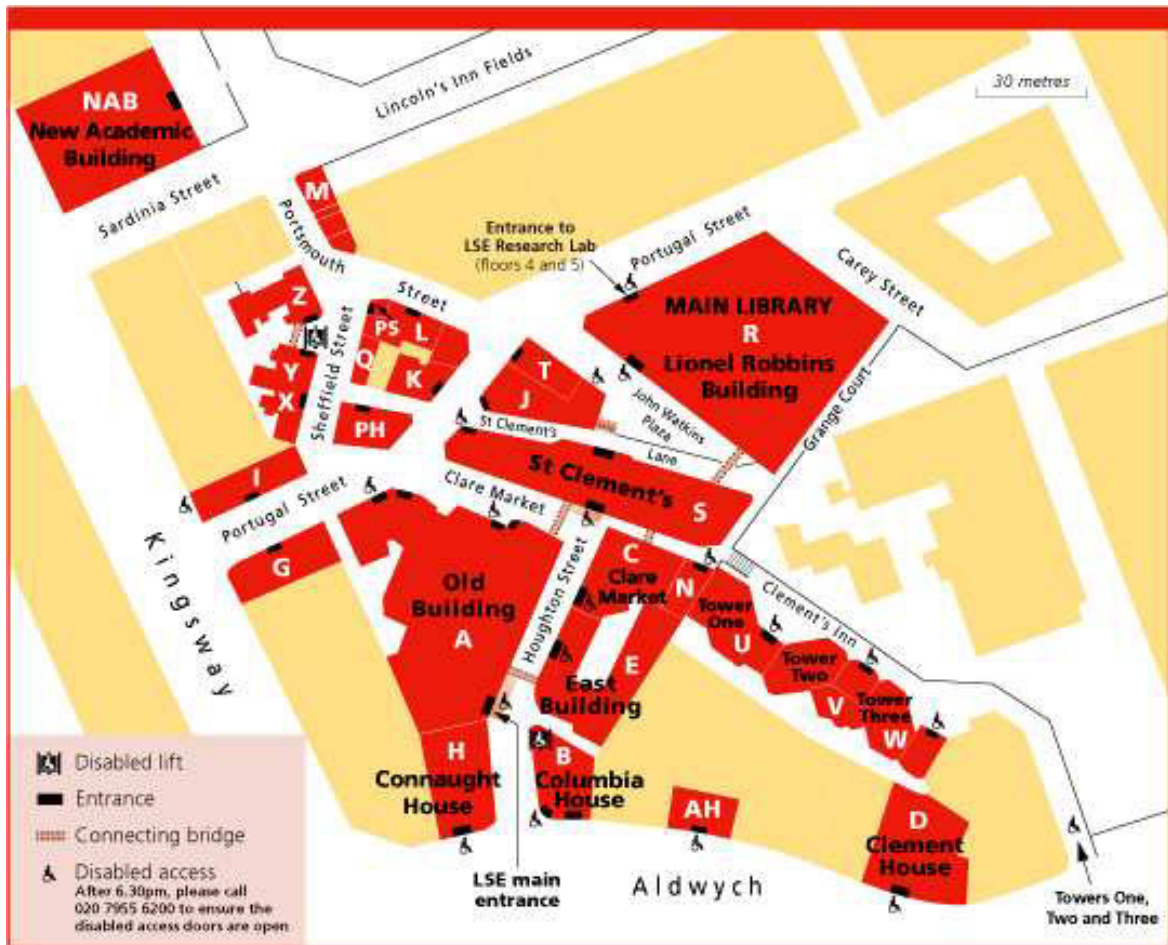 NAB
New Academic
Building
Lincoln's Inn Fields
30 metres
Sardinia Street
M
Portsmouth
Street
Entrance to
LSE Research Lab
(floors 4 and 5)
Portugal Street
Carey Street
Z
PS
L
Q
K
Y
X
Sheffield Street
PH
T
J
MAIN LIBRARY
R
Lionel Robbins
Building
John Watkins
Plaza
Grange Court
St Clement's
Lane
St Clement's
S
I
Portugal Street
Clare Market
G
Kingsway
Old
Building
A
Houghton Street
C
Clare
Market
N
Tower
One
U
Clement's Inn
E
East
Building
Tower
Two
V
Tower
Three
W
H
Connaught
House
B
Columbia
House
AH
D
Clement
House
LSE main
entrance
Aldwych
Towers One,
Two and Three
Disabled lift
Entrance
Connecting bridge
Disabled access
After 6.30pm, please call
020 7955 6200 to ensure the
disabled access doors are open